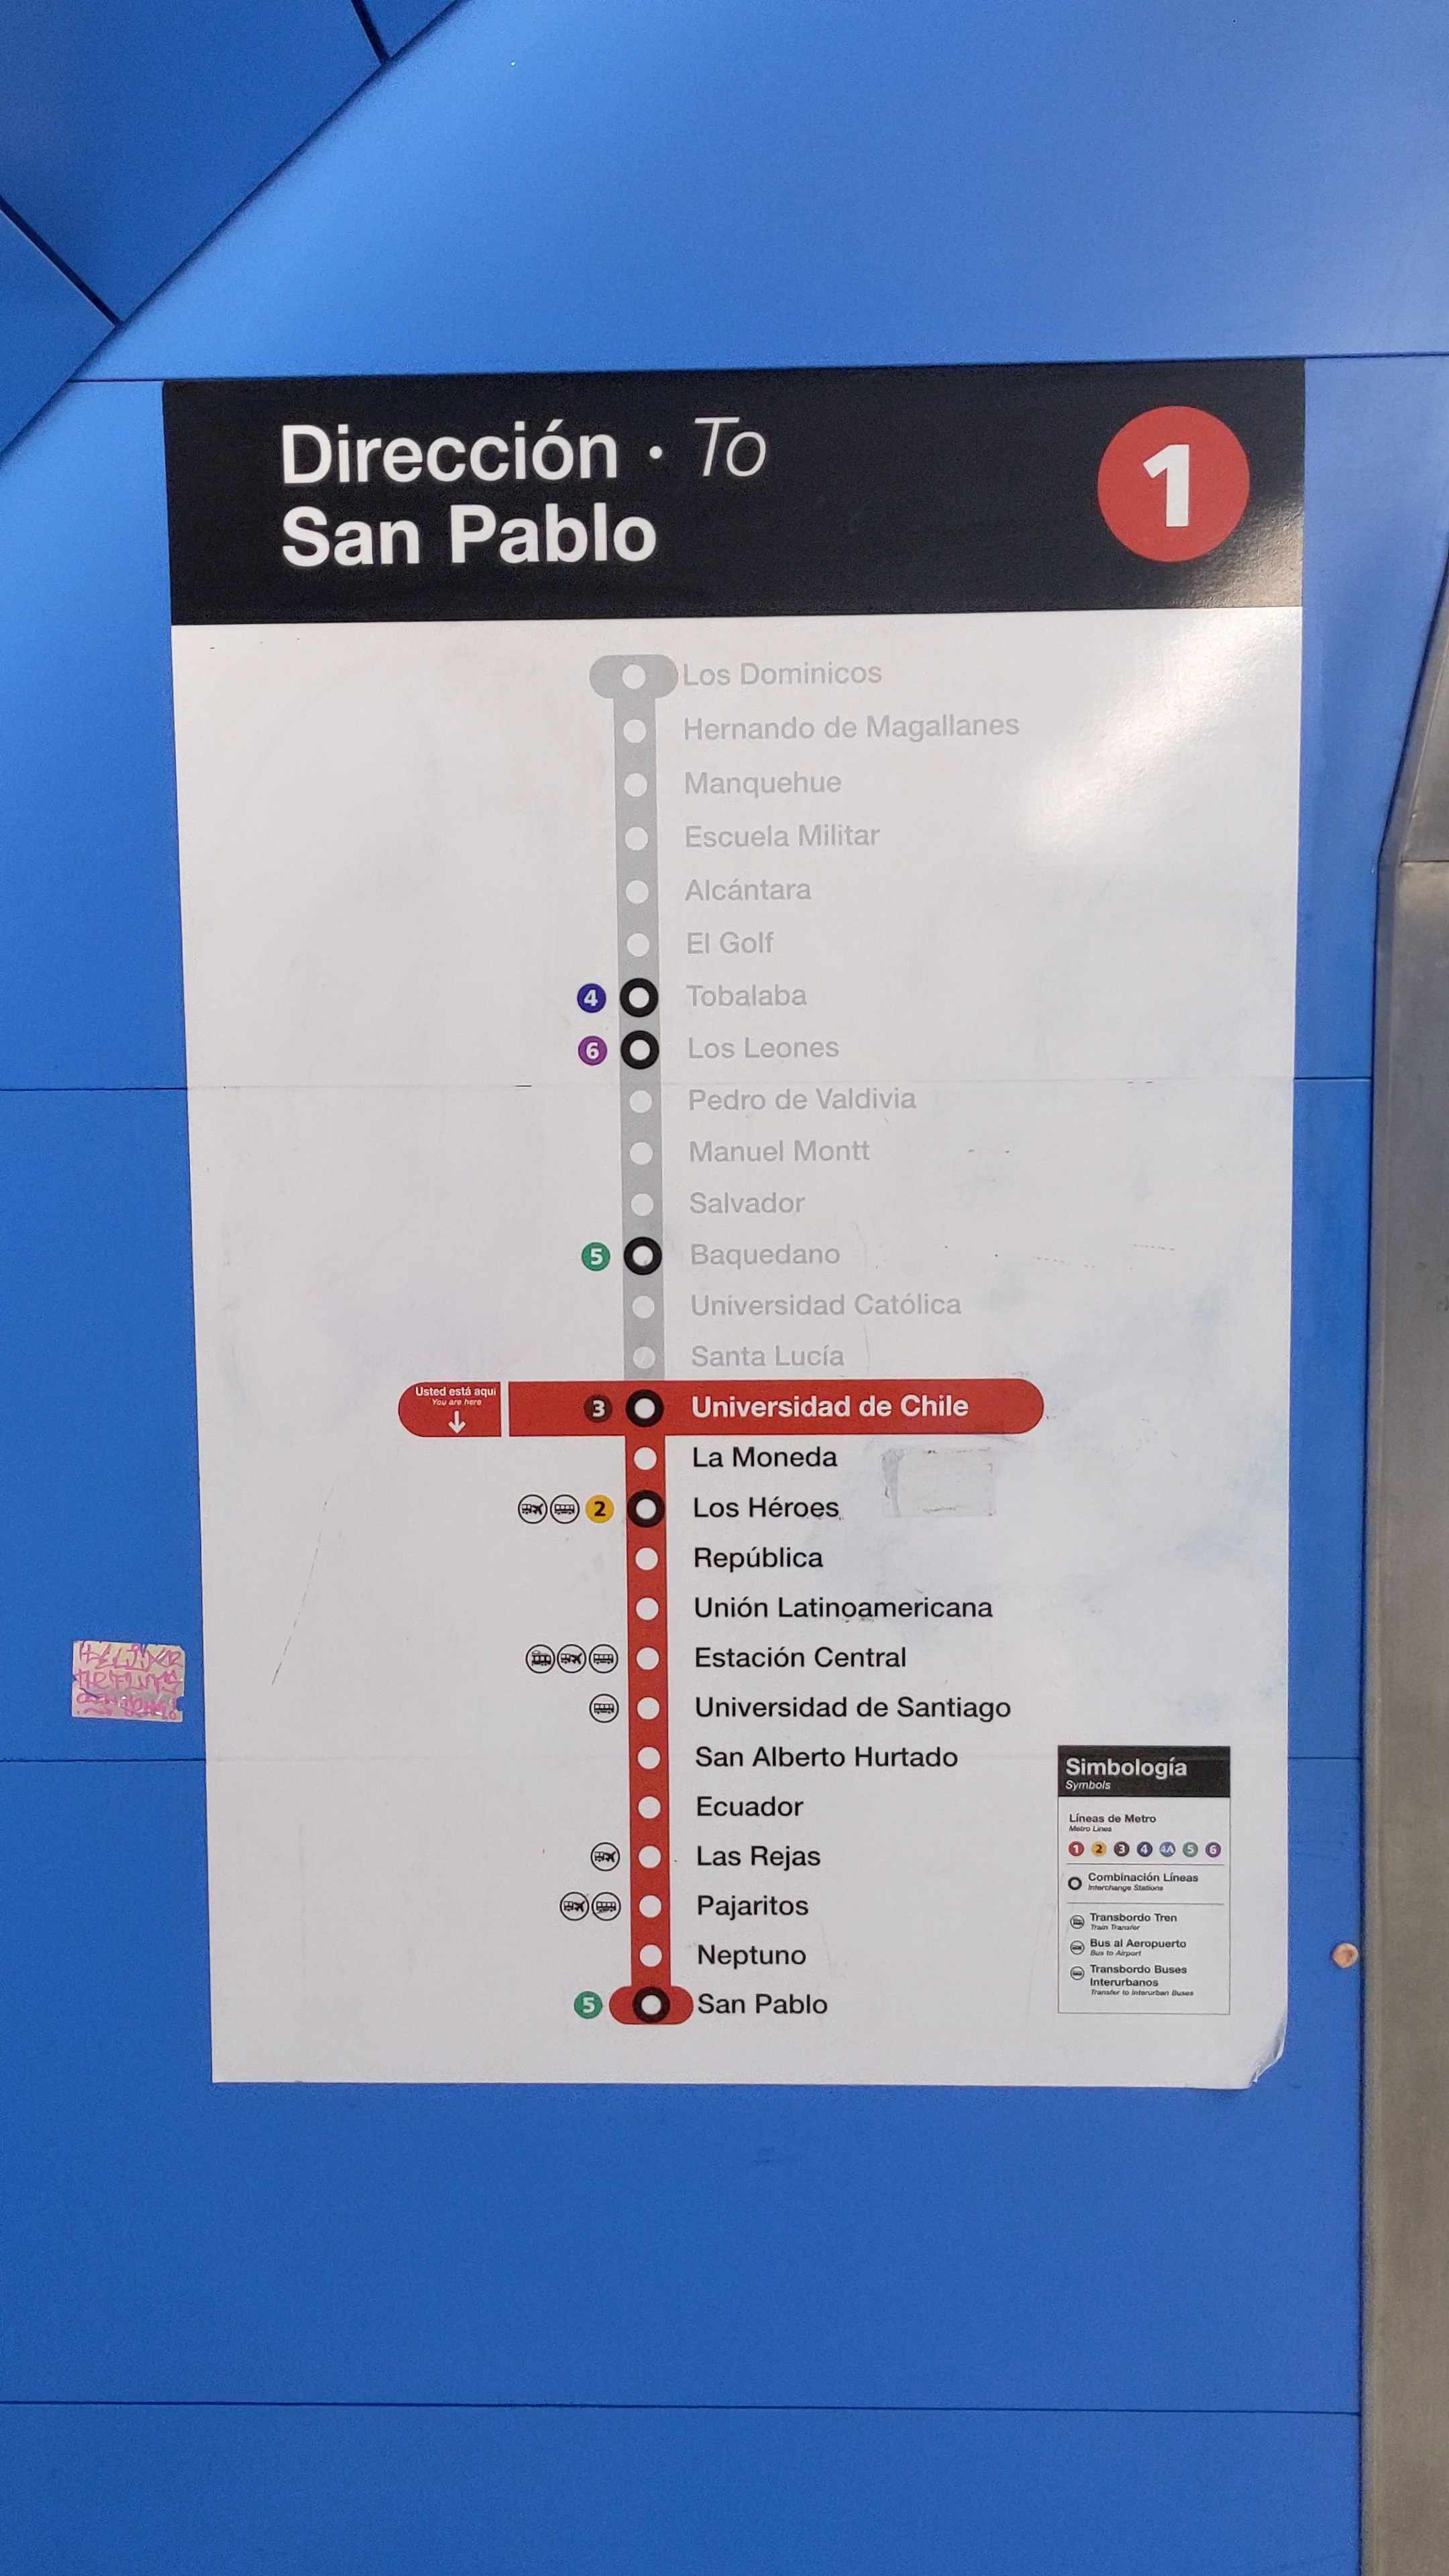 Dirección · To
San Pablo
1
Los Dominicos
Hernando de Magallanes
Manquehue
Escuela Militar
Alcántara
El Golf
4 Tobalaba
6 Los Leones
Pedro de Valdivia
Manuel Montt
Salvador
5 Baquedano
Universidad Católica
Santa Lucía
Usted está aquí
You are here
3 Universidad de Chile
La Moneda
2 Los Héroes
República
Unión Latinoamericana
Estación Central
Universidad de Santiago
San Alberto Hurtado
Ecuador
Las Rejas
Pajaritos
Neptuno
5 San Pablo
Simbología
Symbols
Líneas de Metro
Metro Lines
1 2 3 4 4A 5 6
Combinación Líneas
Interchange Stations
Transbordo Tren
Train Transfer
Bus al Aeropuerto
Bus to Airport
Transbordo Buses
Interurbanos
Transfer to Interurban Buses